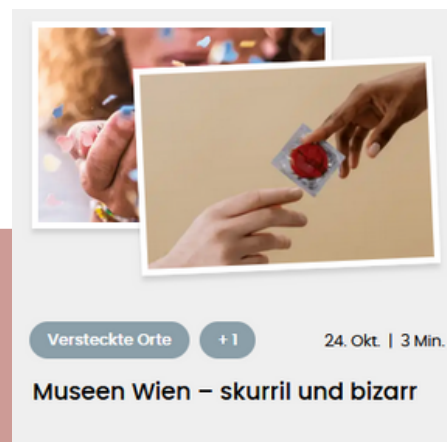 Versteckte Orte
+ 1
24. Okt. | 3 Min.
Museen Wien – skurril und bizarr